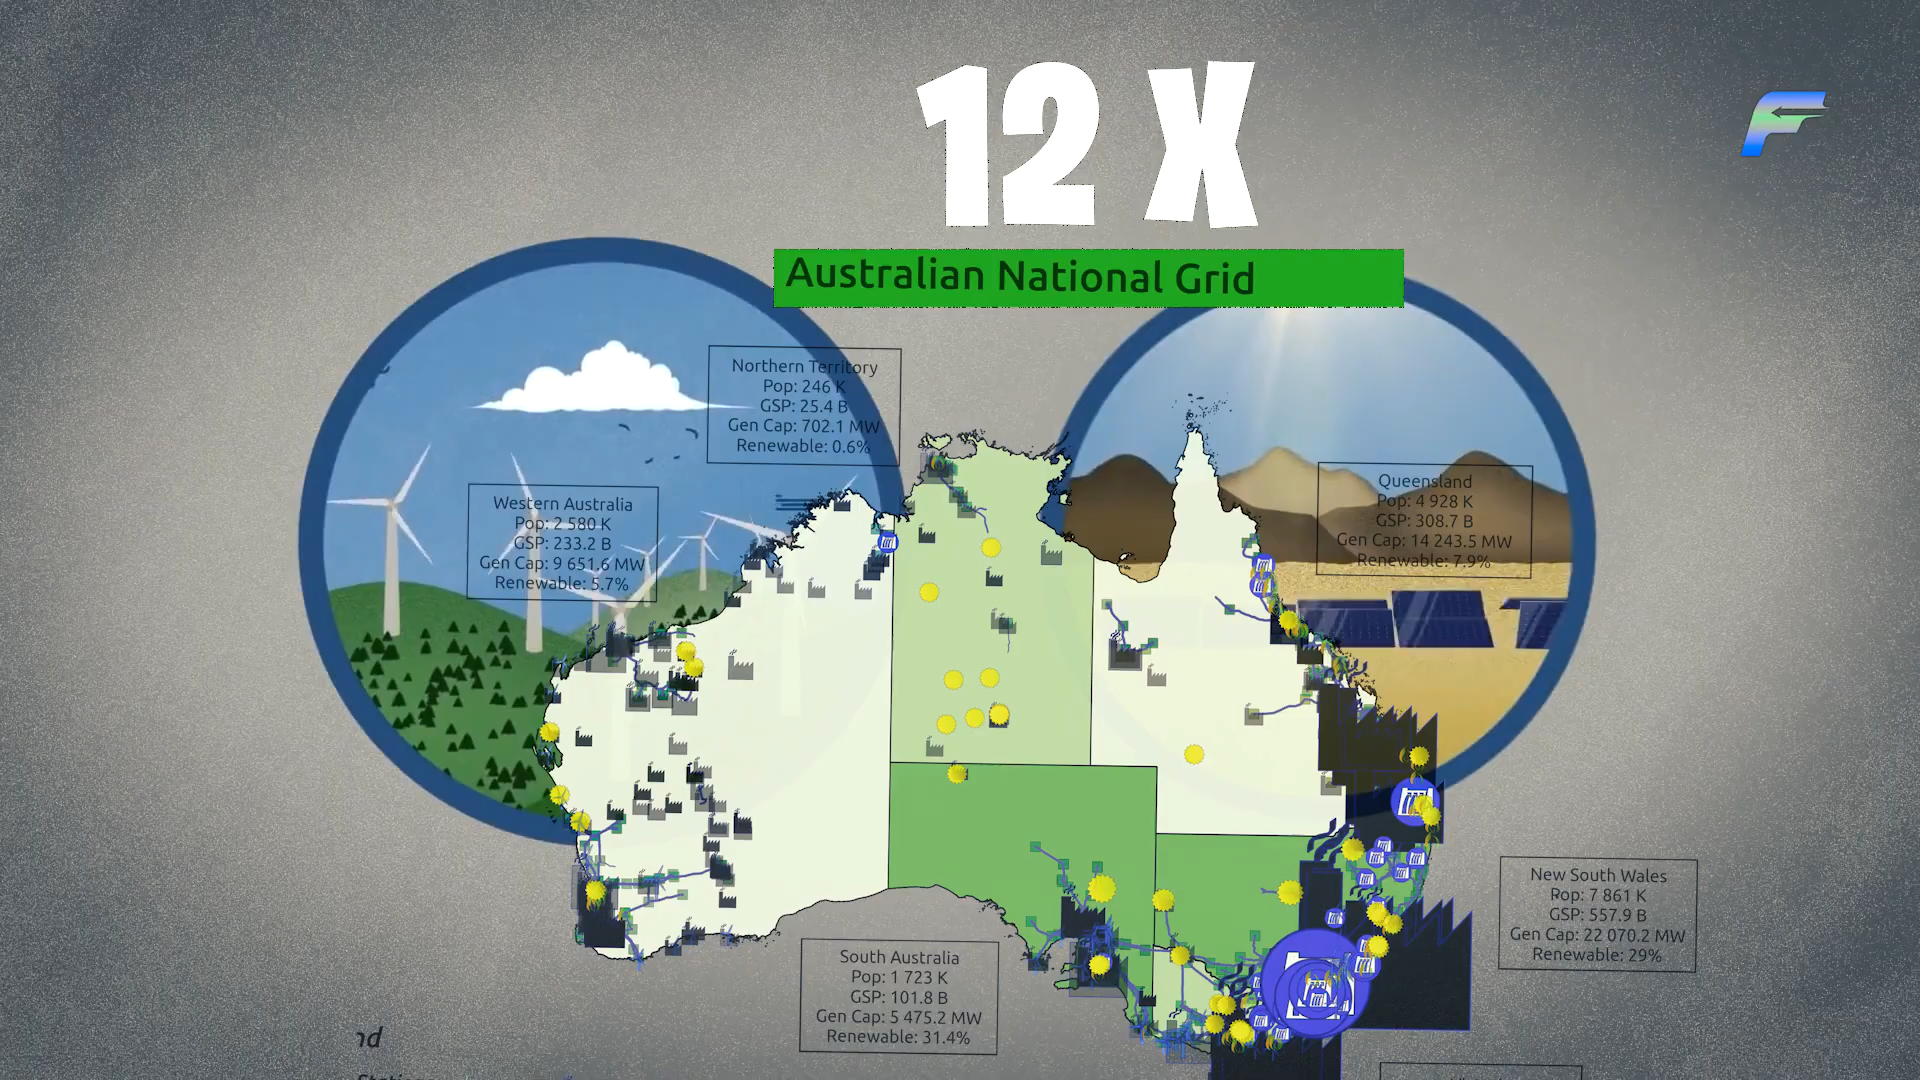 12 X
Australian National Grid
Northern Territory
Pop: 246 K
GSP: 25.4 B
Gen Cap: 702.1 MW
Renewable: 0.6%
Western Australia
Pop: 2 580 K
GSP: 233.2 B
Gen Cap: 9 651.6 MW
Renewable: 5.7%
Queensland
Pop: 4 928 K
GSP: 308.7 B
Gen Cap: 14 243.5 MW
Renewable: 7.9%
New South Wales
Pop: 7 861 K
GSP: 557.9 B
Gen Cap: 22 070.2 MW
Renewable: 29%
South Australia
Pop: 1 723 K
GSP: 101.8 B
Gen Cap: 5 475.2 MW
Renewable: 31.4%